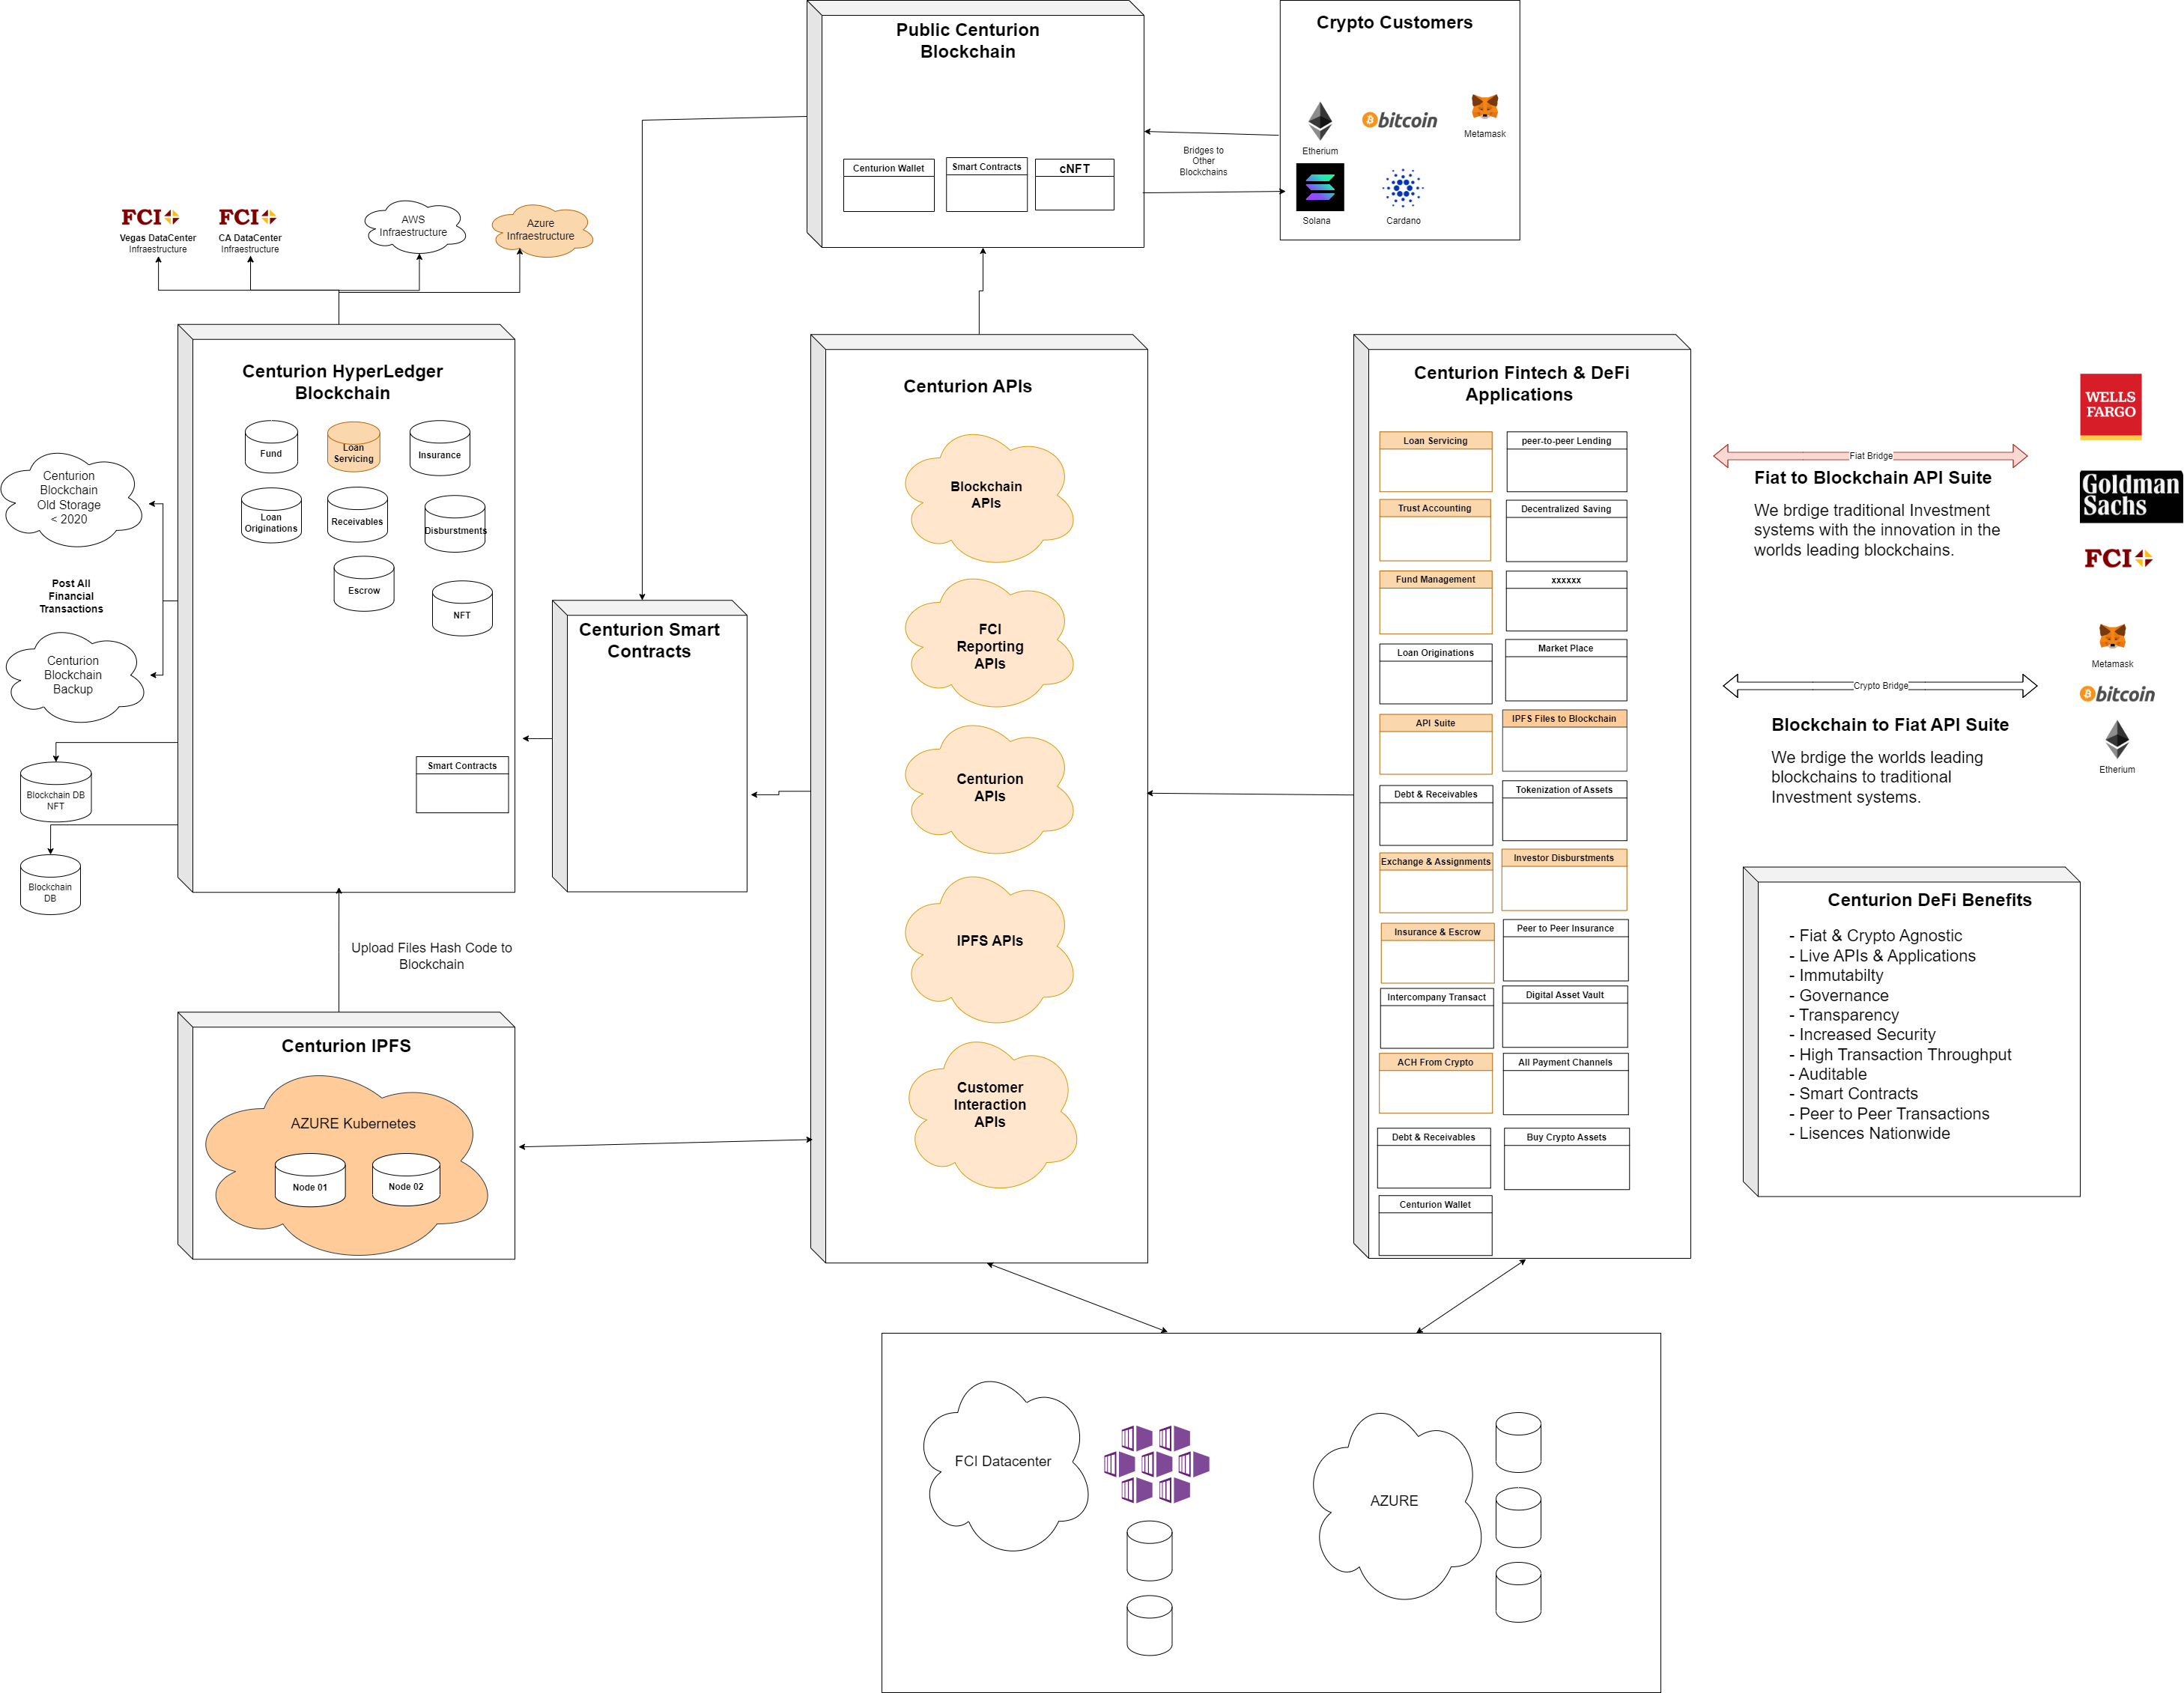 Public Centurion
Blockchain
Centurion Wallet
Smart Contracts
cNFT
Crypto Customers
Etherium
bitcoin
Metamask
Solana
Cardano
Bridges to
Other
Blockchains
FCI
Vegas DataCenter
Infraestructure
FCI
CA DataCenter
Infraestructure
AWS
Infraestructure
Azure
Infraestructure
Centurion HyperLedger
Blockchain
Fund
Loan
Servicing
Insurance
Loan
Originations
Receivables
Disburstments
Escrow
NFT
Smart Contracts
Centurion
Blockchain
Old Storage
< 2020
Post All
Financial
Transactions
Centurion
Blockchain
Backup
Blockchain DB
NFT
Blockchain
DB
Upload Files Hash Code to
Blockchain
Centurion IPFS
AZURE Kubernetes
Node 01
Node 02
Centurion Smart
Contracts
Centurion APIs
Blockchain
APIs
FCI
Reporting
APIs
Centurion
APIs
IPFS APIs
Customer
Interaction
APIs
Centurion Fintech & DeFi
Applications
Loan Servicing
peer-to-peer Lending
Trust Accounting
Decentralized Saving
Fund Management
xxxxxx
Loan Originations
Market Place
API Suite
IPFS Files to Blockchain
Debt & Receivables
Tokenization of Assets
Exchange & Assignments
Investor Disburstments
Insurance & Escrow
Peer to Peer Insurance
Intercompany Transact
Digital Asset Vault
ACH From Crypto
All Payment Channels
Debt & Receivables
Buy Crypto Assets
Centurion Wallet
Fiat Bridge
Fiat to Blockchain API Suite
We brdige traditional Investment
systems with the innovation in the
worlds leading blockchains.
WELLS
FARGO
Goldman
Sachs
FCI
Crypto Bridge
Blockchain to Fiat API Suite
We brdige the worlds leading
blockchains to traditional
Investment systems.
Metamask
bitcoin
Etherium
Centurion DeFi Benefits
- Fiat & Crypto Agnostic
- Live APIs & Applications
- Immutabilty
- Governance
- Transparency
- Increased Security
- High Transaction Throughput
- Auditable
- Smart Contracts
- Peer to Peer Transactions
- Lisences Nationwide
FCI Datacenter
AZURE